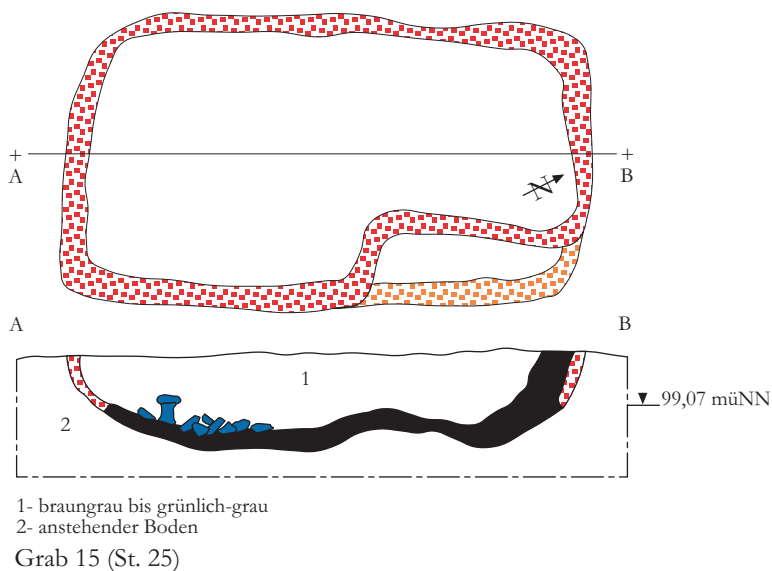 + +
A B
N
A B
1
2
99,07 müNN
1- braungrau bis grünlich-grau
2- anstehender Boden
Grab 15 (St. 25)